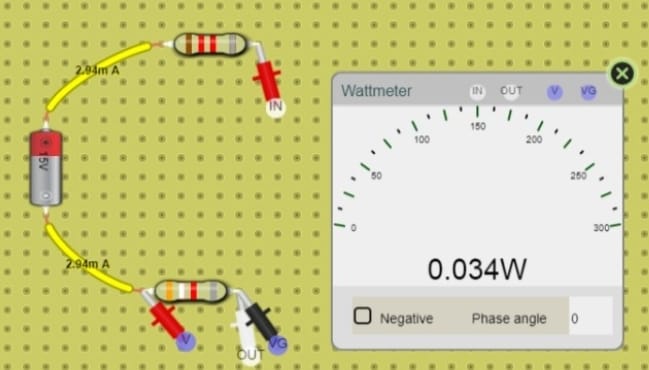 2.94m A
IN
15V
2.94m A
V
OUT
VG
Wattmeter
IN OUT V VG
0 50 100 150 200 250 300
0.034W
Negative Phase angle 0